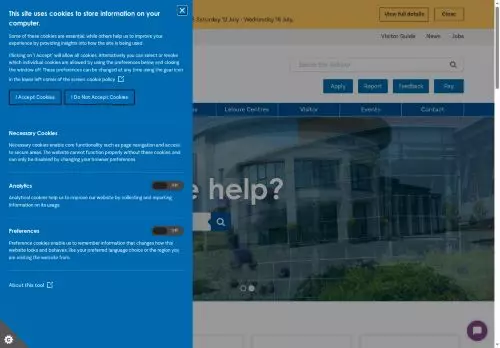 This site uses cookies to store information on your
computer.
Some of these cookies are essential, while others help us to improve your
experience by providing insights into how the site is being used.
Clicking on 'I Accept' will allow all cookies. Alternatively you can select or revoke
which individual cookies are allowed by using the preferences below and closing
the window off. These preferences can be changed at any time using the gear icon
in the lower left corner of the screen. cookie policy
I Accept Cookies
I Do Not Accept Cookies
Necessary Cookies
Necessary cookies enable core functionality such as page navigation and access
to secure areas. The website cannot function properly without these cookies, and
can only be disabled by changing your browser preferences.
Analytics
Off
Analytical cookies help us to improve our website by collecting and reporting
information on its usage.
Preferences
Off
Preference cookies enable us to remember information that changes how this
website looks and behaves, like your preferred language choice or the region you
are visiting the website from.
About this tool
Saturday 12 July - Wednesday 16 July.
View full details
Close
Visitor Guide
News
Jobs
Apply
Report
Feedback
Pay
Leisure Centres
Visitor
Events
Contact
help?